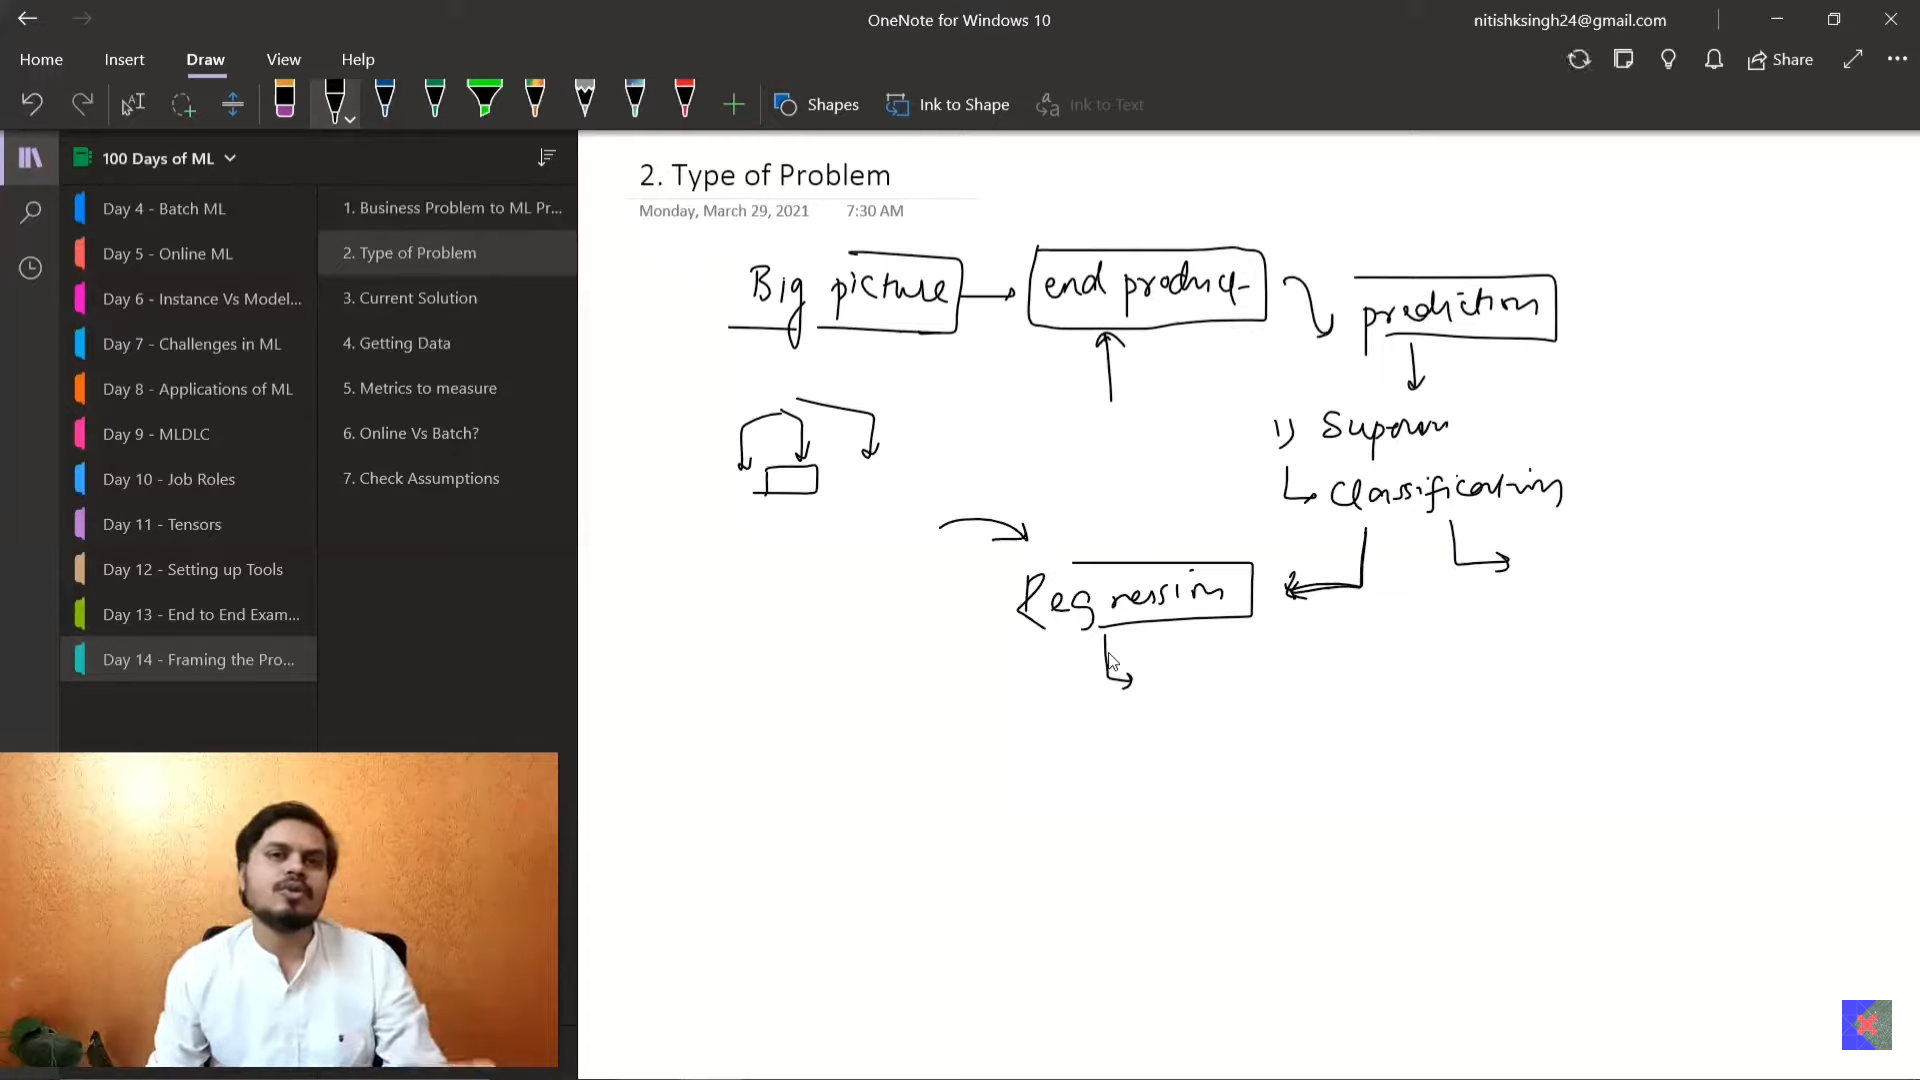 OneNote for Windows 10
nitishksingh24@gmail.com
Home Insert Draw View Help
Share
Shapes
Ink to Shape
Ink to Text
100 Days of ML
Day 4 - Batch ML
Day 5 - Online ML
Day 6 - Instance Vs Model...
Day 7 - Challenges in ML
Day 8 - Applications of ML
Day 9 - MLDLC
Day 10 - Job Roles
Day 11 - Tensors
Day 12 - Setting up Tools
Day 13 - End to End Exam...
Day 14 - Framing the Pro...
1. Business Problem to ML Pr...
2. Type of Problem
3. Current Solution
4. Getting Data
5. Metrics to measure
6. Online Vs Batch?
7. Check Assumptions
2. Type of Problem
Monday, March 29, 2021 7:30 AM
Big picture
end product
prediction
1)
Classification
Regression